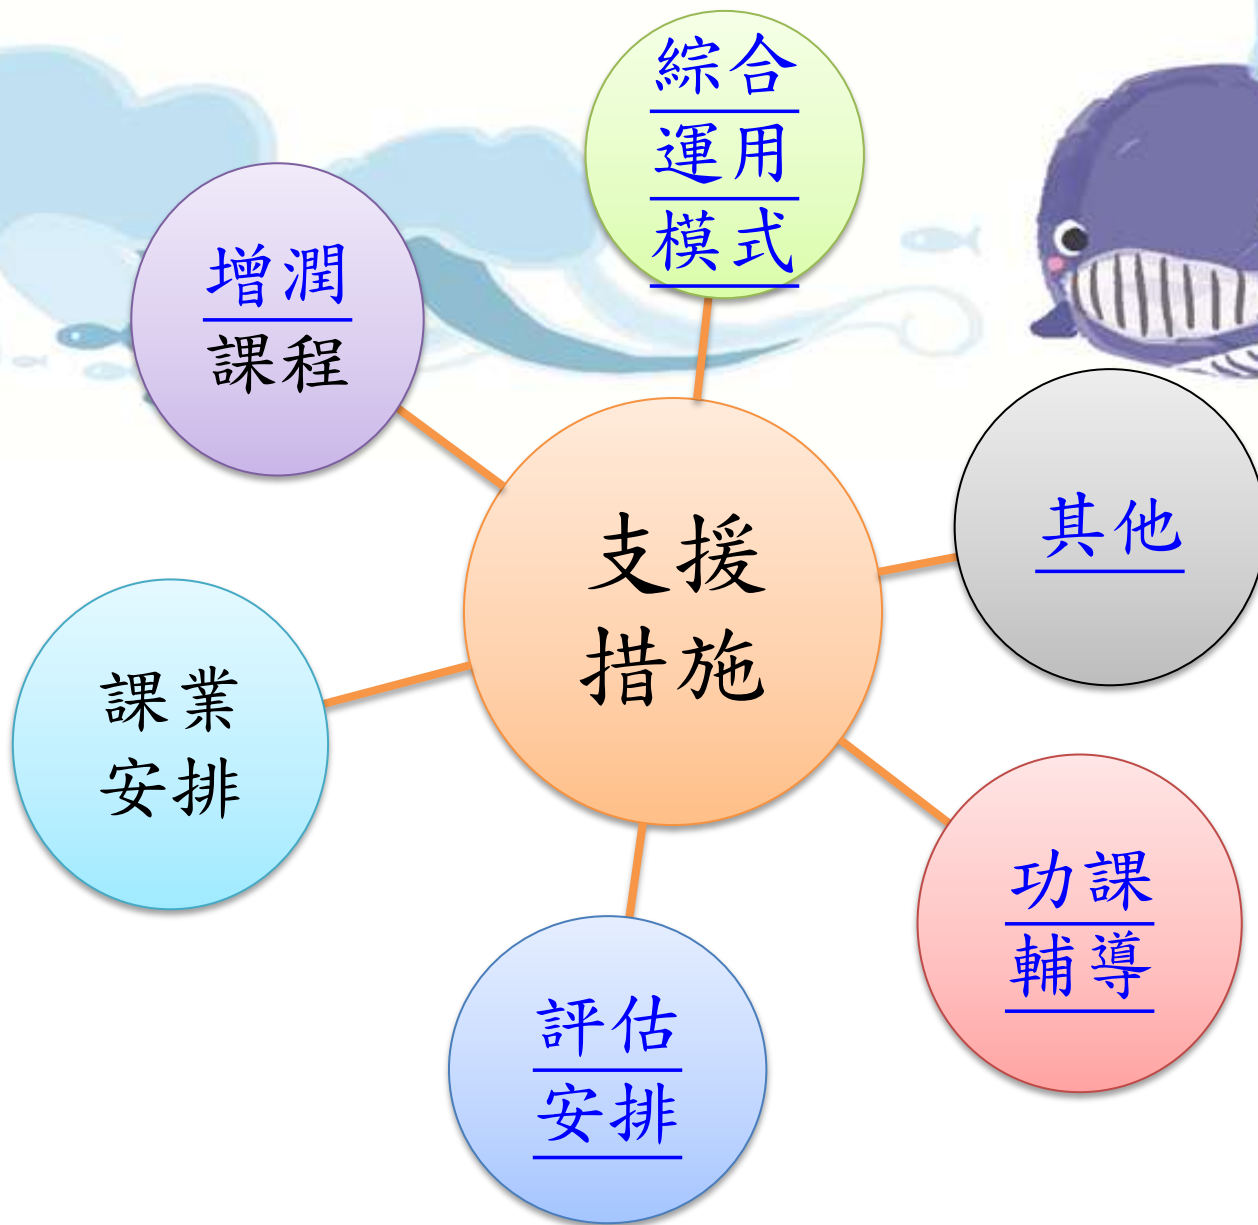 綜合
運用
模式
增潤
課程
其他
支援
措施
課業
安排
功課
輔導
評估
安排